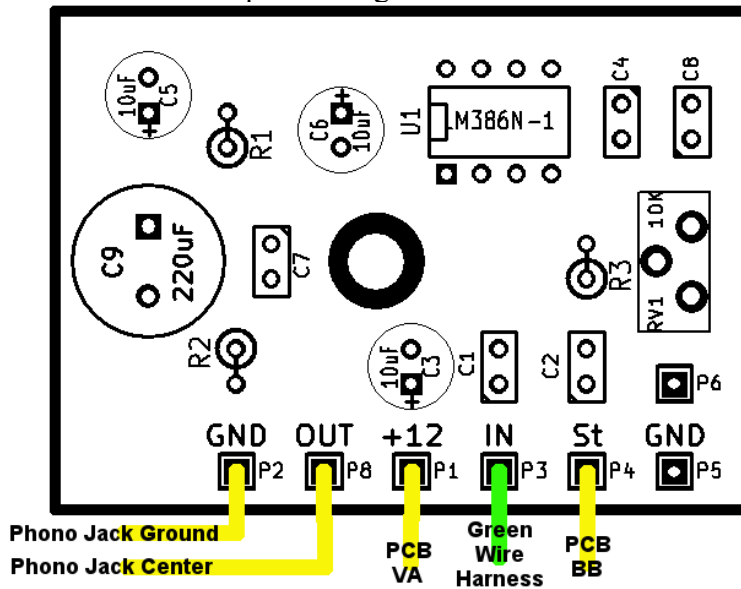 C5
10uF
C6
10uF
R1
U1
LM386N-1
C4
C8
C9
220uF
C7
R3
10K
RV1
R2
10uF
C3
C1
C2
P6
GND OUT +12 IN St GND
P2 P8 P1 P3 P4 P5
Phono Jack Ground
Phono Jack Center
PCB
VA
Green
Wire
Harness
PCB
BB